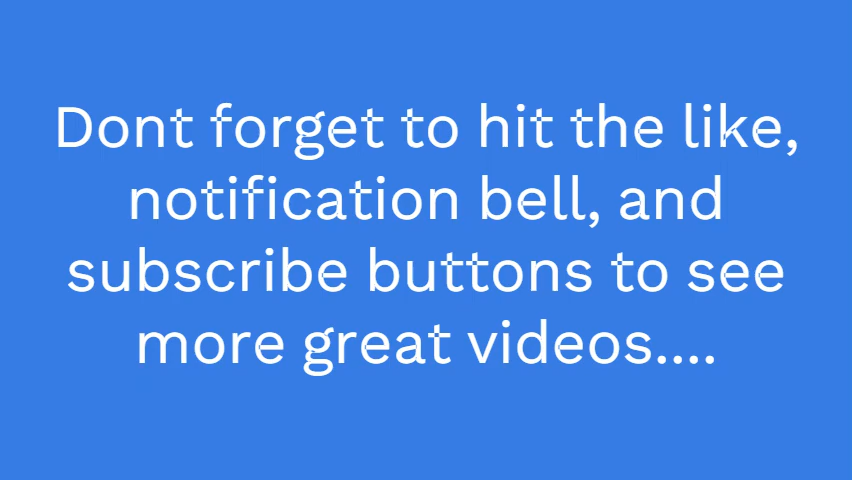 Dont forget to hit the like,
notification bell, and
subscribe buttons to see
more great videos....